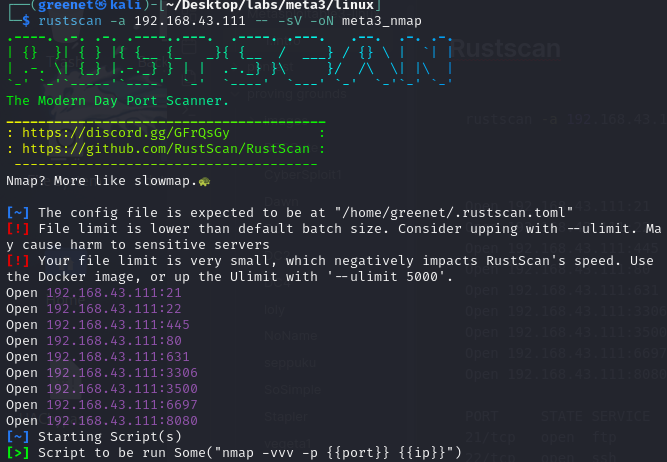 (greenet㉿kali)-[~/Desktop/labs/meta3/linux]
$ rustscan -a 192.168.43.111 -- -sV -oN meta3_nmap
.----. .-. .-. .----..---.  .----. .---.   .--.  .-. .-.
| {}  }| { } |{ {__ {_   _}{ {__  /  ___} / {} \ |  `| |
| .-. \| {_} |.-._} } | |  .-._} }\     }/  /\  \| |\  |
`-' `-'`-----'`----'  `-'  `----'  `---' `-'  `-'`-' `-'
The Modern Day Port Scanner.
________________________________________
: https://discord.gg/GFrQsGy           :
: https://github.com/RustScan/RustScan :
 --------------------------------------
Nmap? More like slowmap.🐢
[~] The config file is expected to be at "/home/greenet/.rustscan.toml"
[!] File limit is lower than default batch size. Consider upping with --ulimit. Ma
y cause harm to sensitive servers
[!] Your file limit is very small, which negatively impacts RustScan's speed. Use
the Docker image, or up the Ulimit with '--ulimit 5000'.
Open 192.168.43.111:21
Open 192.168.43.111:22
Open 192.168.43.111:445
Open 192.168.43.111:80
Open 192.168.43.111:631
Open 192.168.43.111:3306
Open 192.168.43.111:3500
Open 192.168.43.111:6697
Open 192.168.43.111:8080
[~] Starting Script(s)
[>] Script to be run Some("nmap -vvv -p {{port}} {{ip}}")